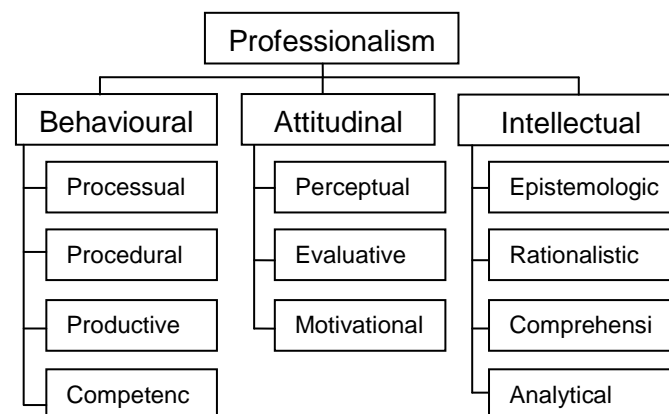 Professionalism
Behavioural
Attitudinal
Intellectual
Processual
Perceptual
Epistemologic
Procedural
Evaluative
Rationalistic
Productive
Motivational
Comprehensi
Competenc
Analytical